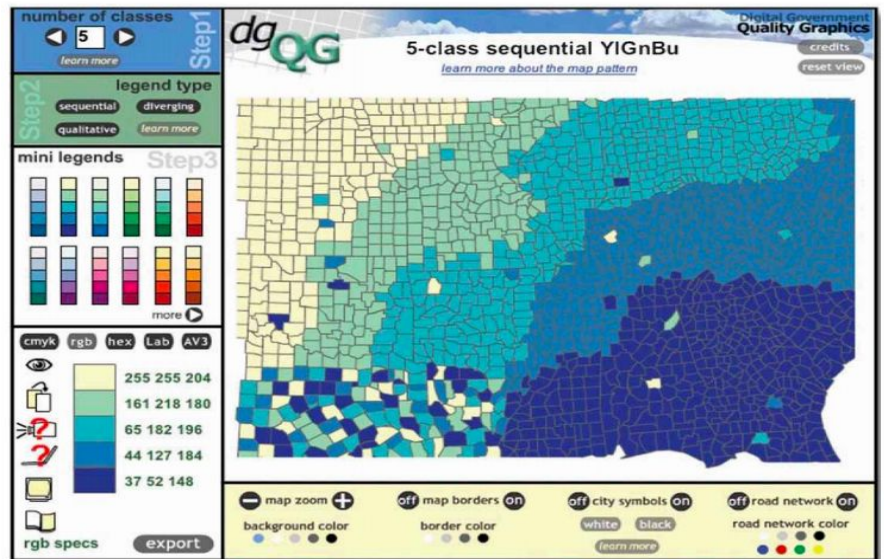 number of classes
5
learn more
Step1
legend type
sequential
diverging
qualitative
learn more
Step2
mini legends
Step3
more
cmyk
rgb
hex
Lab
AV3
255 255 204
161 218 180
65 182 196
44 127 184
37 52 148
rgb specs
export
dg
QG
5-class sequential YlGnBu
learn more about the map pattern
Digital Government
Quality Graphics
credits
reset view
map zoom
background color
off map borders on
border color
off city symbols on
white
black
learn more
off road network on
road network color